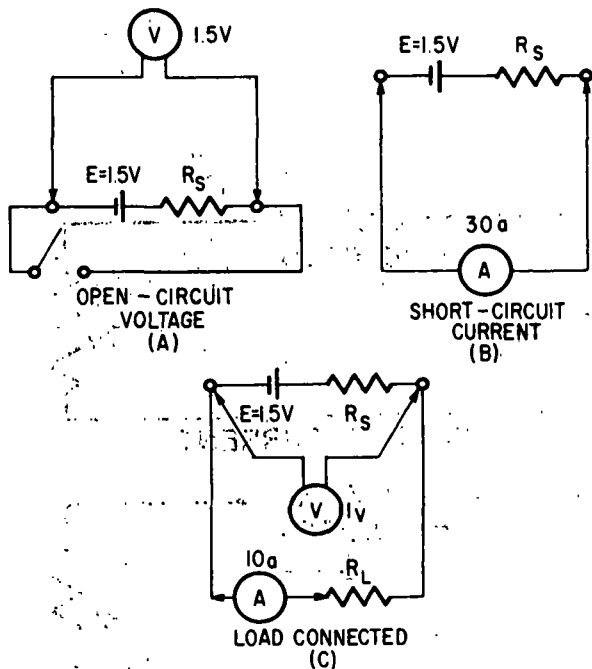 V 1.5V
E=1.5V RS
OPEN-CIRCUIT
VOLTAGE
(A)
E=1.5V RS
30a
A
SHORT-CIRCUIT
CURRENT
(B)
E=1.5V RS
V 1V
10a RL
A
LOAD CONNECTED
(C)